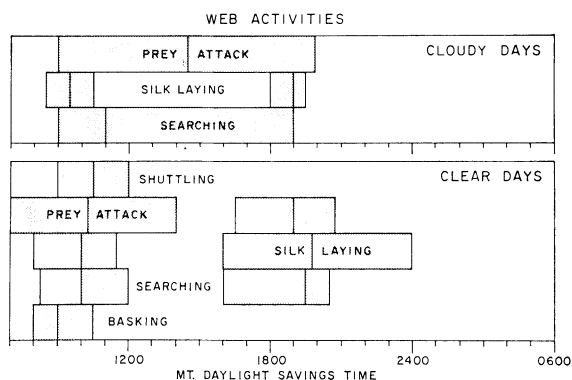 WEB ACTIVITIES
CLOUDY DAYS
PREY ATTACK
SILK LAYING
SEARCHING
CLEAR DAYS
SHUTTLING
PREY ATTACK
SILK LAYING
SEARCHING
BASKING
1200 1800 2400 0600
MT. DAYLIGHT SAVINGS TIME